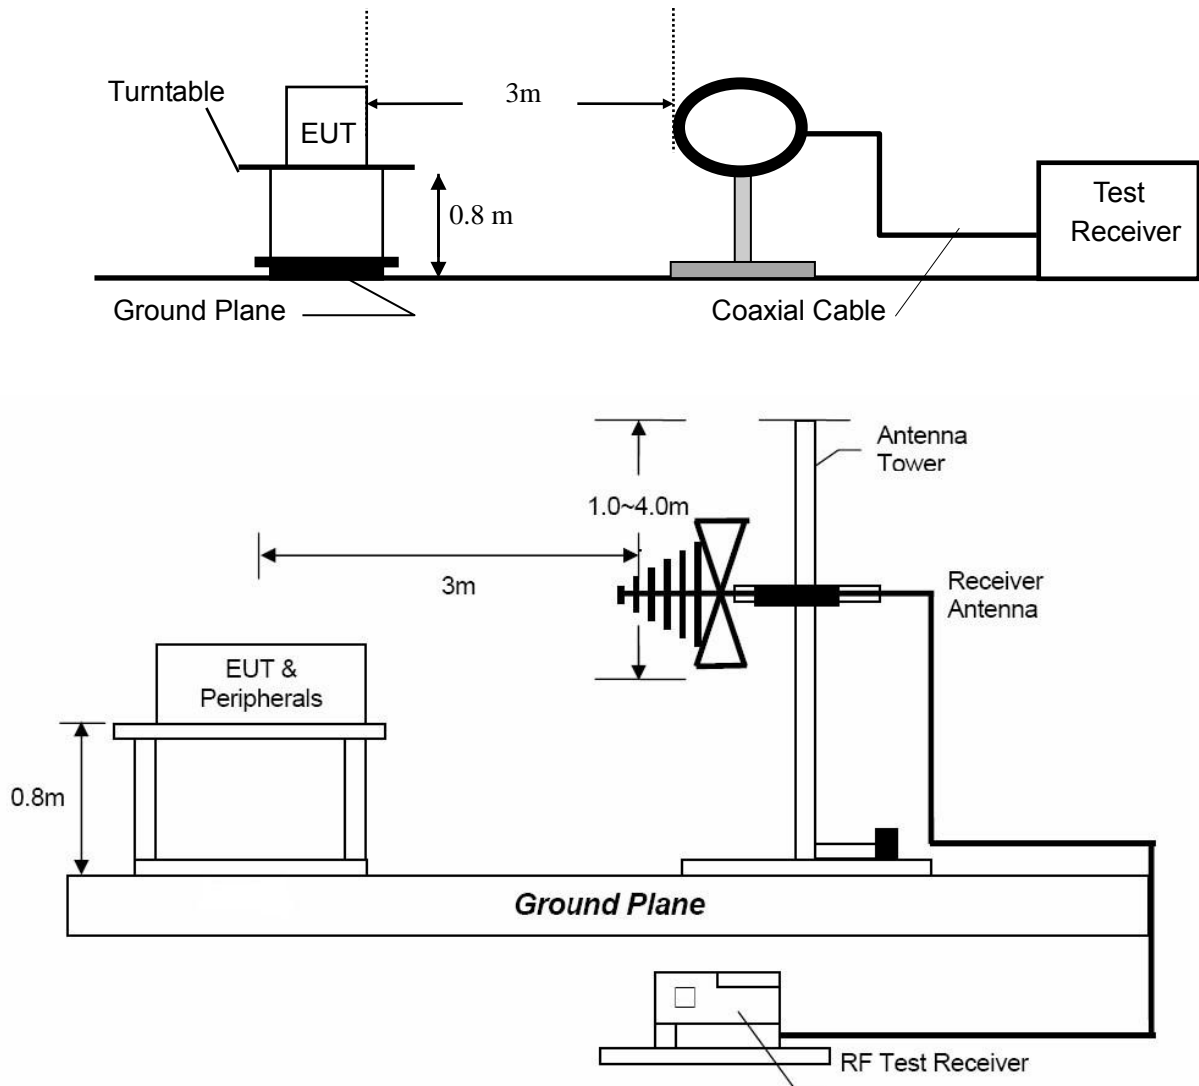 3m
Turntable
EUT
0.8 m
Test
Receiver
Ground Plane
Coaxial Cable
Antenna
Tower
1.0~4.0m
3m
Receiver
Antenna
EUT &
Peripherals
0.8m
Ground Plane
RF Test Receiver